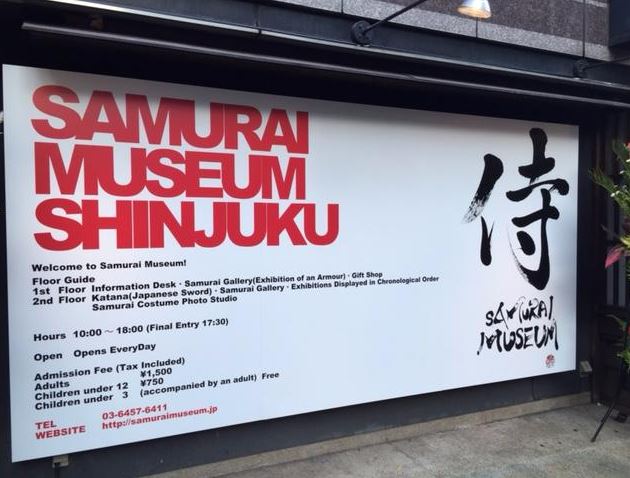 SAMURAI
MUSEUM
SHINJUKU
Welcome to Samurai Museum!
Floor Guide
1st Floor Information Desk・Samurai Gallery(Exhibition of an Armour)・Gift Shop
2nd Floor Katana(Japanese Sword)・Samurai Gallery・Exhibitions Displayed in Chronological Order
Samurai Costume Photo Studio
Hours 10:00～18:00 (Final Entry 17:30)
Open Opens EveryDay
Admission Fee (Tax Included)
Adults ¥1,500
Children under 12 ¥750
Children under 3 (accompanied by an adult) Free
TEL 03-6457-6411
WEBSITE http://samuraimuseum.jp
侍
SAMURAI
MUSEUM